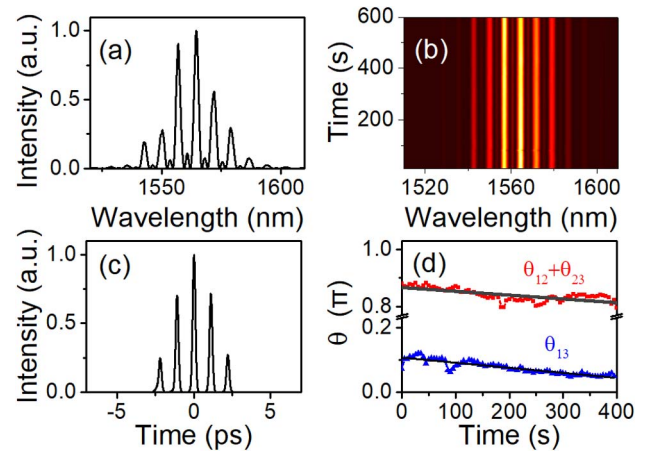 (a)
1.0
0.5
0.0
Intensity (a.u.)
1550
1600
Wavelength (nm)
(b)
600
400
200
Time (s)
1520
1560
1600
Wavelength (nm)
(c)
1.0
0.5
0.0
Intensity (a.u.)
-5
0
5
Time (ps)
(d)
1.0
0.8
0.2
0.0
θ (π)
θ12+θ23
θ13
0
100
200
300
400
Time (s)